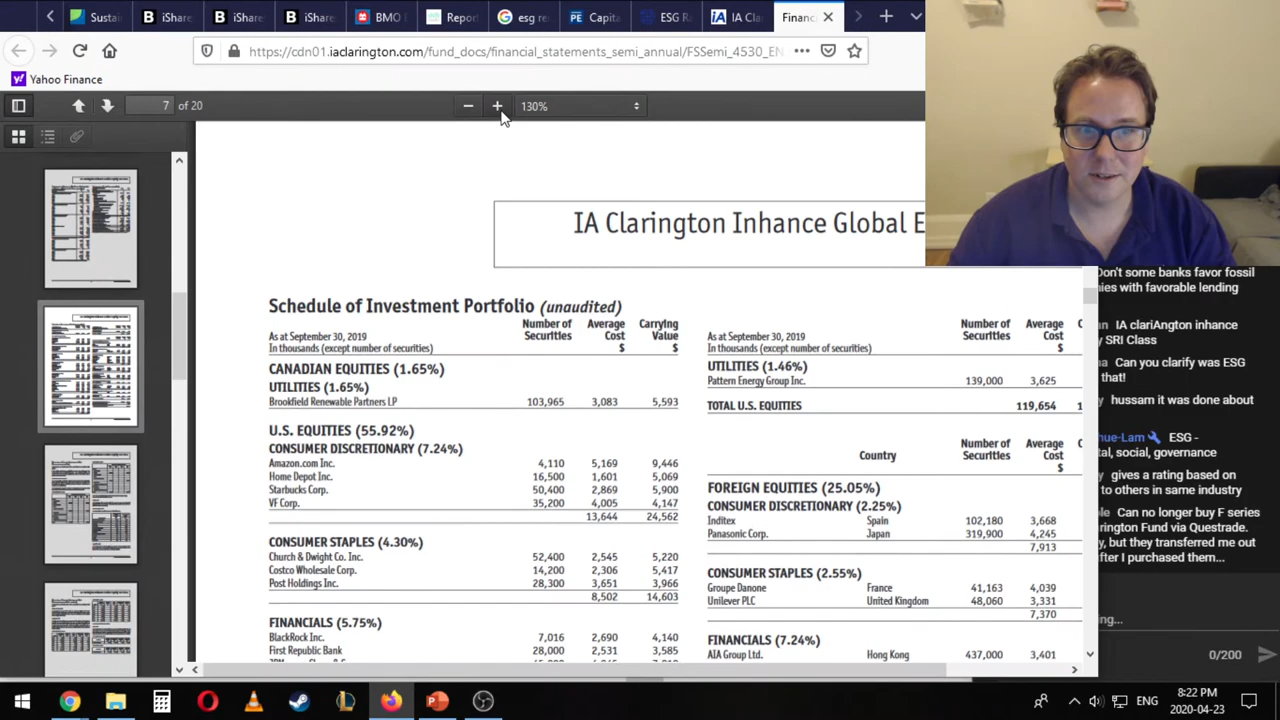 Sustai
iShare
iShare
iShare
BMO I
Report
esg re
Capita
ESG Ra
IA Cla
Financi
https://cdn01.iaclarington.com/fund_docs/financial_statements_semi_annual/FSSemi_4530_EN
Yahoo Finance
7 of 20
130%
IA Clarington Inhance Global E
Schedule of Investment Portfolio (unaudited)
As at September 30, 2019
In thousands (except number of securities)
Number of Securities Average Cost $ Carrying Value $
CANADIAN EQUITIES (1.65%)
UTILITIES (1.65%)
Brookfield Renewable Partners LP 103,965 3,083 5,593
U.S. EQUITIES (55.92%)
CONSUMER DISCRETIONARY (7.24%)
Amazon.com Inc. 4,110 5,169 9,446
Home Depot Inc. 16,500 1,601 5,069
Starbucks Corp. 50,400 2,869 5,900
VF Corp. 35,200 4,005 4,147
13,644 24,562
CONSUMER STAPLES (4.30%)
Church & Dwight Co. Inc. 52,400 2,545 5,220
Costco Wholesale Corp. 14,200 2,306 5,417
Post Holdings Inc. 28,300 3,651 3,966
8,502 14,603
FINANCIALS (5.75%)
BlackRock Inc. 7,016 2,690 4,140
First Republic Bank 28,000 2,531 3,585
As at September 30, 2019
In thousands (except number of securities)
Number of Securities Average Cost $ C
UTILITIES (1.46%)
Pattern Energy Group Inc. 139,000 3,625
TOTAL U.S. EQUITIES 119,654 1
Country Number of Securities Average Cost $
FOREIGN EQUITIES (25.05%)
CONSUMER DISCRETIONARY (2.25%)
Inditex Spain 102,180 3,668
Panasonic Corp. Japan 319,900 4,245
7,913
CONSUMER STAPLES (2.55%)
Groupe Danone France 41,163 4,039
Unilever PLC United Kingdom 48,060 3,331
7,370
FINANCIALS (7.24%)
AIA Group Ltd. Hong Kong 437,000 3,401
Don't some banks favor fossil
nies with favorable lending
an IA clariAngton inhance
y SRI Class
na Can you clarify was ESG
that!
y hussam it was done about
hue-Lam ESG -
tal, social, governance
y gives a rating based on
to others in same industry
ole Can no longer buy F series
rington Fund via Questrade.
y, but they transferred me out
after I purchased them...
ng...
0/200
ENG
8:22 PM
2020-04-23